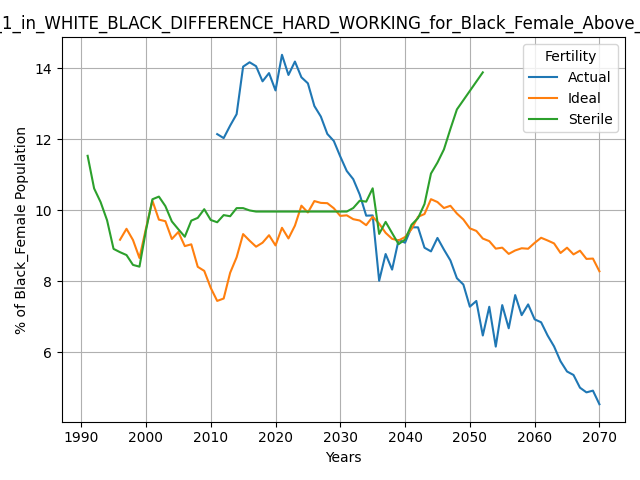 _1_in_WHITE_BLACK_DIFFERENCE_HARD_WORKING_for_Black_Female_Above_
Fertility
Actual
Ideal
Sterile
14
12
10
8
6
% of Black_Female Population
1990 2000 2010 2020 2030 2040 2050 2060 2070
Years